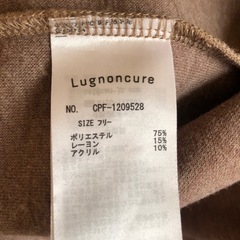 Lugnoncure
NO. CPF-1209528
SIZE フリー
ポリエステル 75%
レーヨン 15%
アクリル 10%